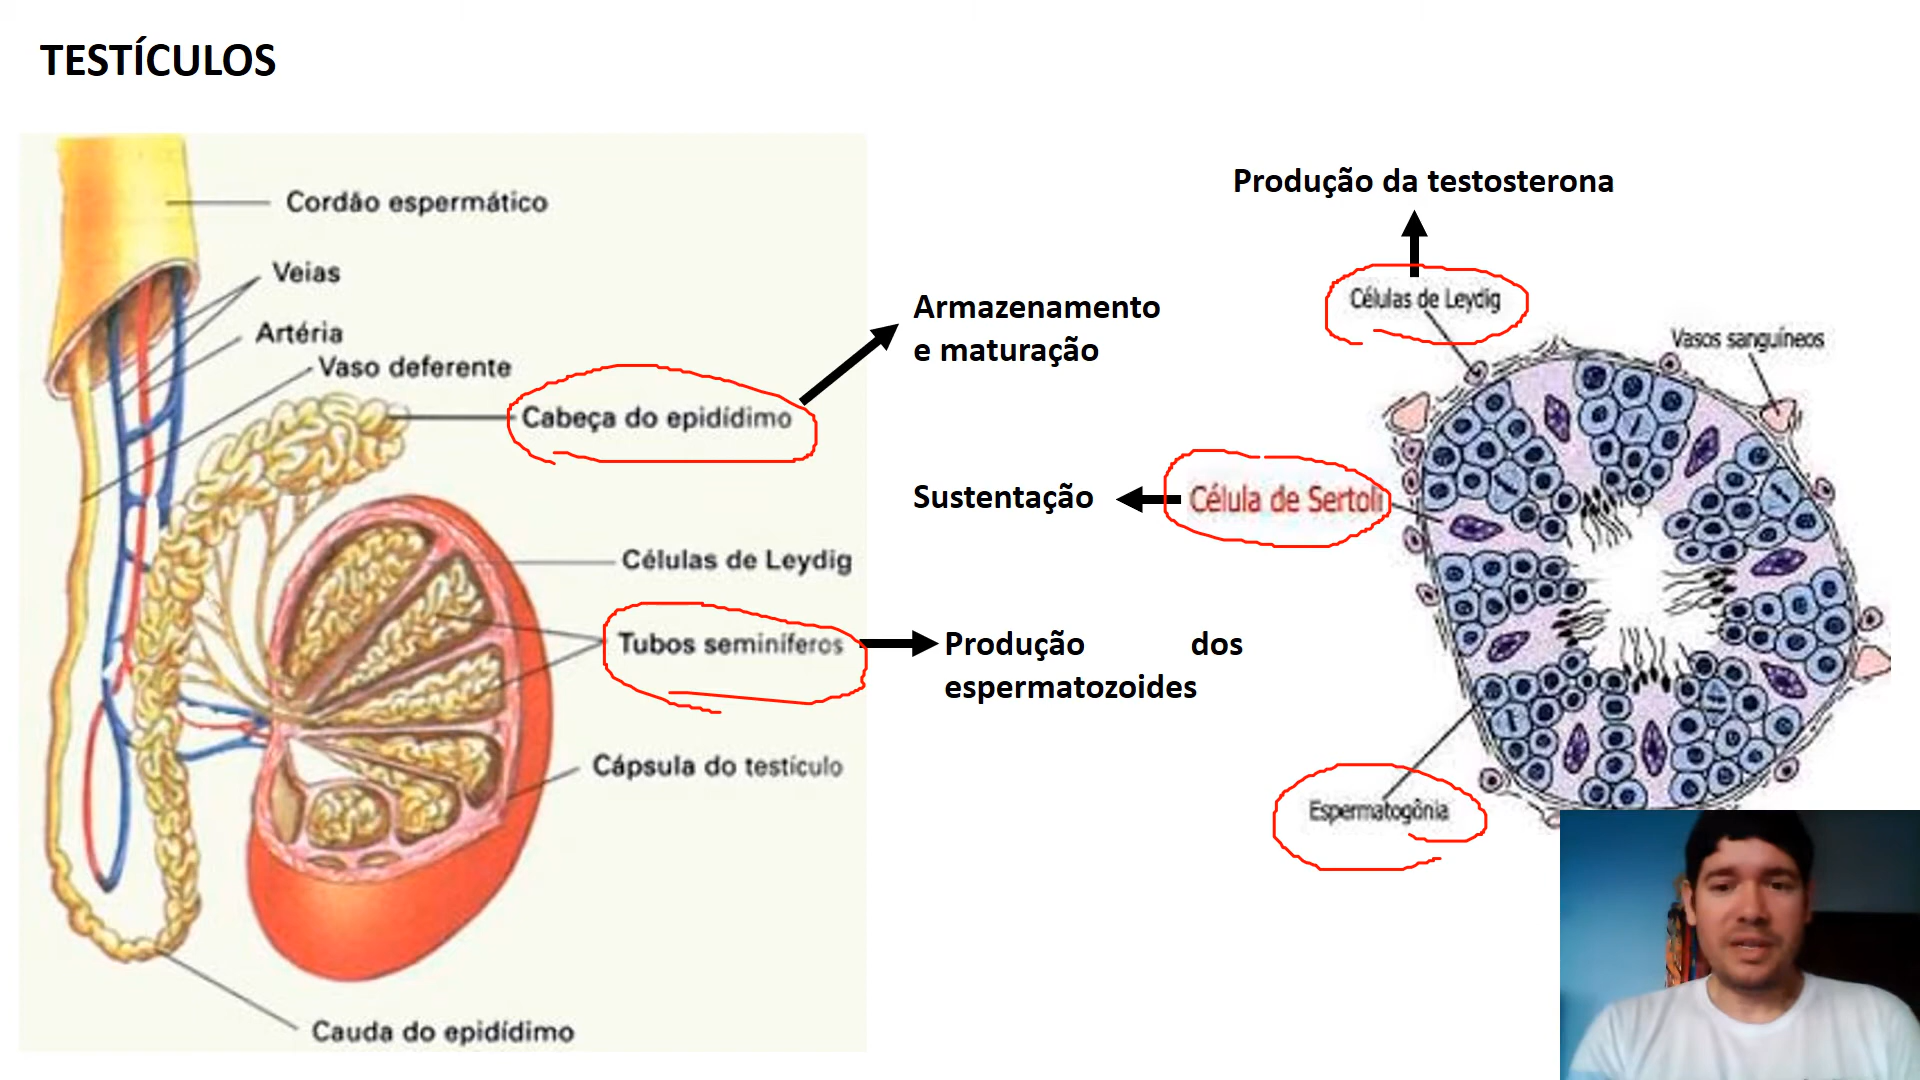 TESTÍCULOS
Cordão espermático
Veias
Artéria
Vaso deferente
Cabeça do epidídimo
Células de Leydig
Tubos seminíferos
Cápsula do testículo
Cauda do epidídimo
Armazenamento
e maturação
Sustentação
Produção dos
espermatozoides
Produção da testosterona
Células de Leydig
Vasos sanguíneos
Célula de Sertoli
Espermatogônia